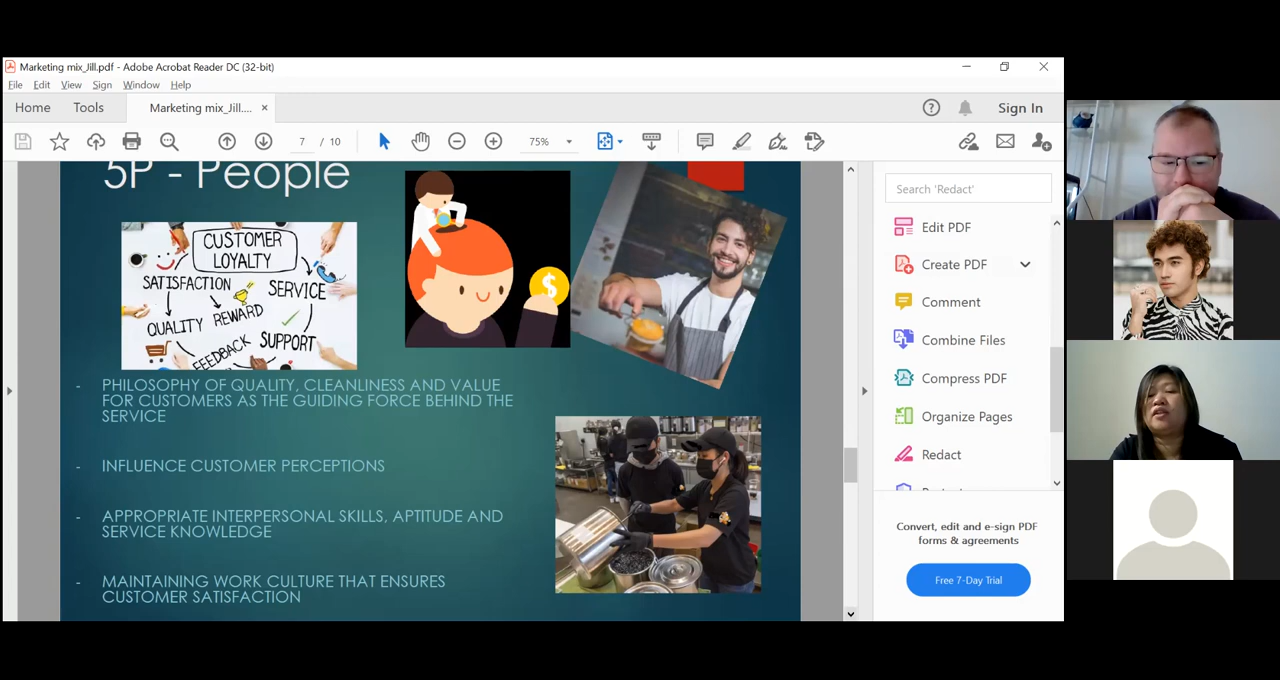 Marketing mix_Jill.pdf - Adobe Acrobat Reader DC (32-bit)
File Edit View Sign Window Help
Home Tools Marketing mix_Jill.... × Sign In
7 / 10 75%
5P - People
CUSTOMER
LOYALTY
SATISFACTION
SERVICE
QUALITY REWARD
FEEDBACK SUPPORT
$
- PHILOSOPHY OF QUALITY, CLEANLINESS AND VALUE
FOR CUSTOMERS AS THE GUIDING FORCE BEHIND THE
SERVICE
- INFLUENCE CUSTOMER PERCEPTIONS
- APPROPRIATE INTERPERSONAL SKILLS, APTITUDE AND
SERVICE KNOWLEDGE
- MAINTAINING WORK CULTURE THAT ENSURES
CUSTOMER SATISFACTION
Search 'Redact'
Edit PDF
Create PDF
Comment
Combine Files
Compress PDF
Organize Pages
Redact
Convert, edit and e-sign PDF
forms & agreements
Free 7-Day Trial